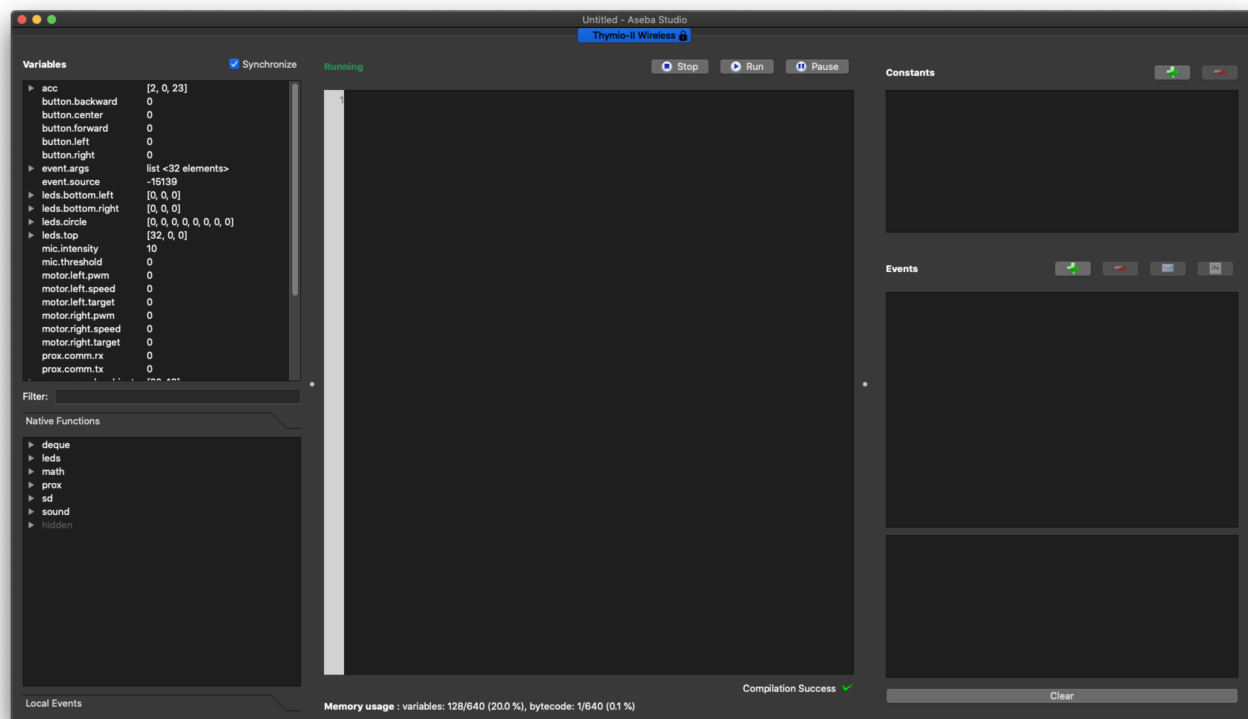 Untitled - Aseba Studio
Thymio-II Wireless
Variables
Synchronize
acc [2, 0, 23]
button.backward 0
button.center 0
button.forward 0
button.left 0
button.right 0
event.args list <32 elements>
event.source -15139
leds.bottom.left [0, 0, 0]
leds.bottom.right [0, 0, 0]
leds.circle [0, 0, 0, 0, 0, 0, 0, 0]
leds.top [32, 0, 0]
mic.intensity 10
mic.threshold 0
motor.left.pwm 0
motor.left.speed 0
motor.left.target 0
motor.right.pwm 0
motor.right.speed 0
motor.right.target 0
prox.comm.rx 0
prox.comm.tx 0
Filter:
Native Functions
deque
leds
math
prox
sd
sound
hidden
Local Events
Running
Stop
Run
Pause
1
Compilation Success
Memory usage : variables: 128/640 (20.0 %), bytecode: 1/640 (0.1 %)
Constants
Events
Clear